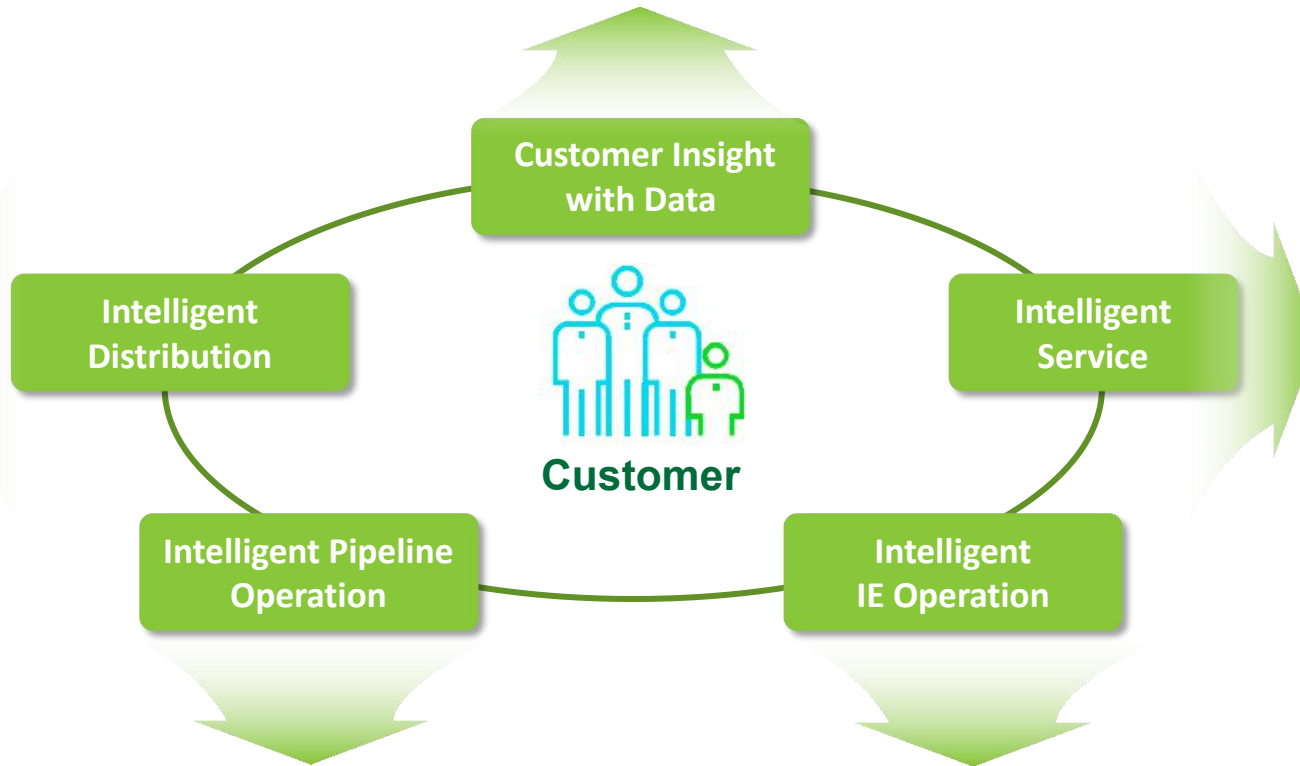 Customer Insight
with Data
Intelligent
Distribution
Intelligent
Service
Customer
Intelligent Pipeline
Operation
Intelligent
IE Operation